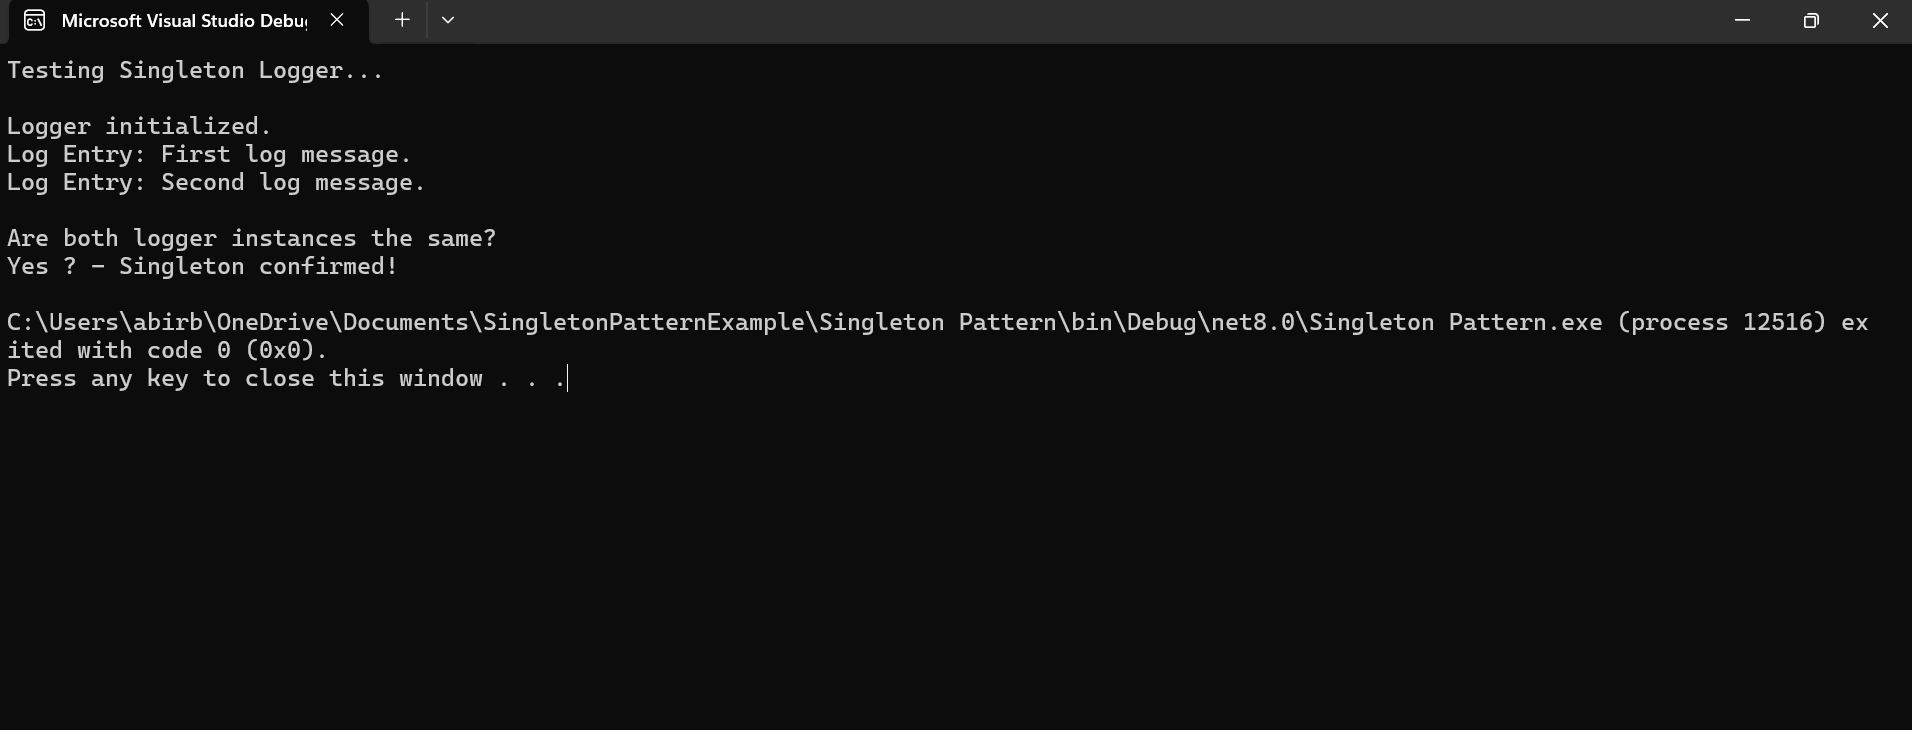 Microsoft Visual Studio Debu
Testing Singleton Logger...
Logger initialized.
Log Entry: First log message.
Log Entry: Second log message.
Are both logger instances the same?
Yes ? - Singleton confirmed!
C:\Users\abirb\OneDrive\Documents\SingletonPatternExample\Singleton Pattern\bin\Debug\net8.0\Singleton Pattern.exe (process 12516) ex
ited with code 0 (0x0).
Press any key to close this window . . .